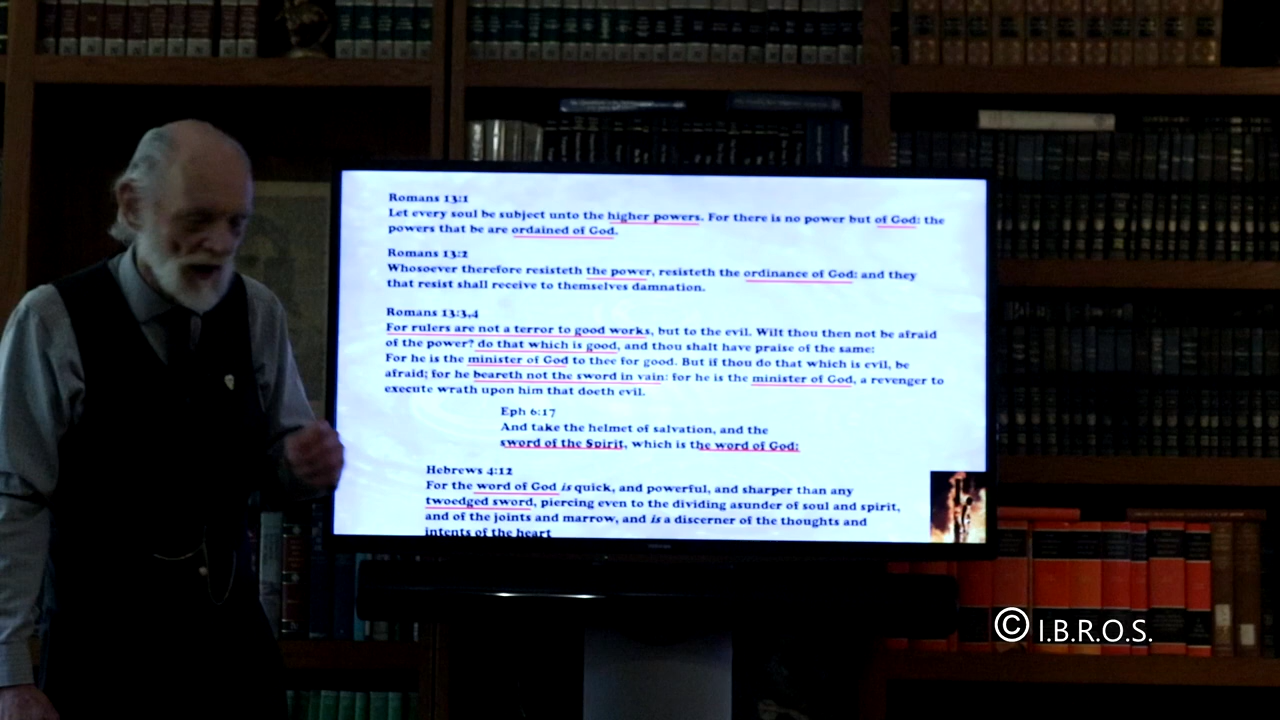 Romans 13:1
Let every soul be subject unto the higher powers. For there is no power but of God: the
powers that be are ordained of God.
Romans 13:2
Whosoever therefore resisteth the power, resisteth the ordinance of God: and they
that resist shall receive to themselves damnation.
Romans 13:3,4
For rulers are not a terror to good works, but to the evil. Wilt thou then not be afraid
of the power? do that which is good, and thou shalt have praise of the same:
For he is the minister of God to thee for good. But if thou do that which is evil, be
afraid; for he beareth not the sword in vain: for he is the minister of God, a revenger to
execute wrath upon him that doeth evil.
Eph 6:17
And take the helmet of salvation, and the
sword of the Spirit, which is the word of God:
Hebrews 4:12
For the word of God is quick, and powerful, and sharper than any
twoedged sword, piercing even to the dividing asunder of soul and spirit,
and of the joints and marrow, and is a discerner of the thoughts and
intents of the heart
© I.B.R.O.S.